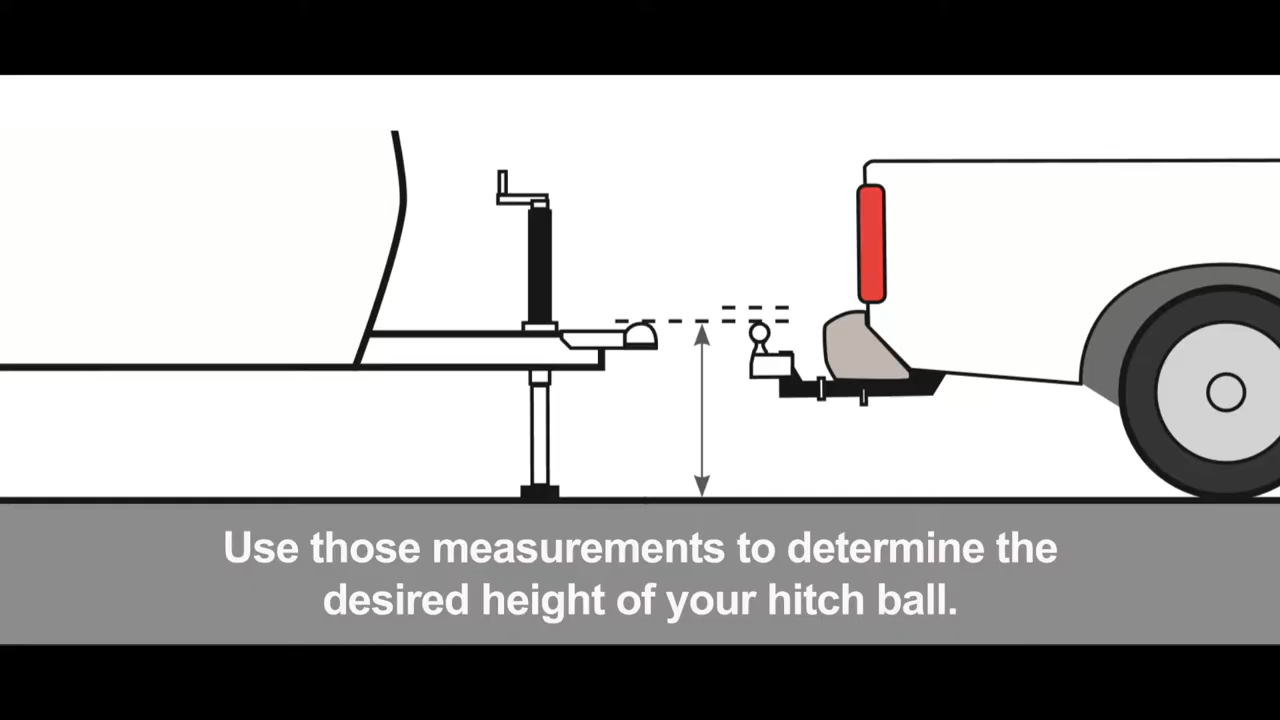 Use those measurements to determine the
desired height of your hitch ball.